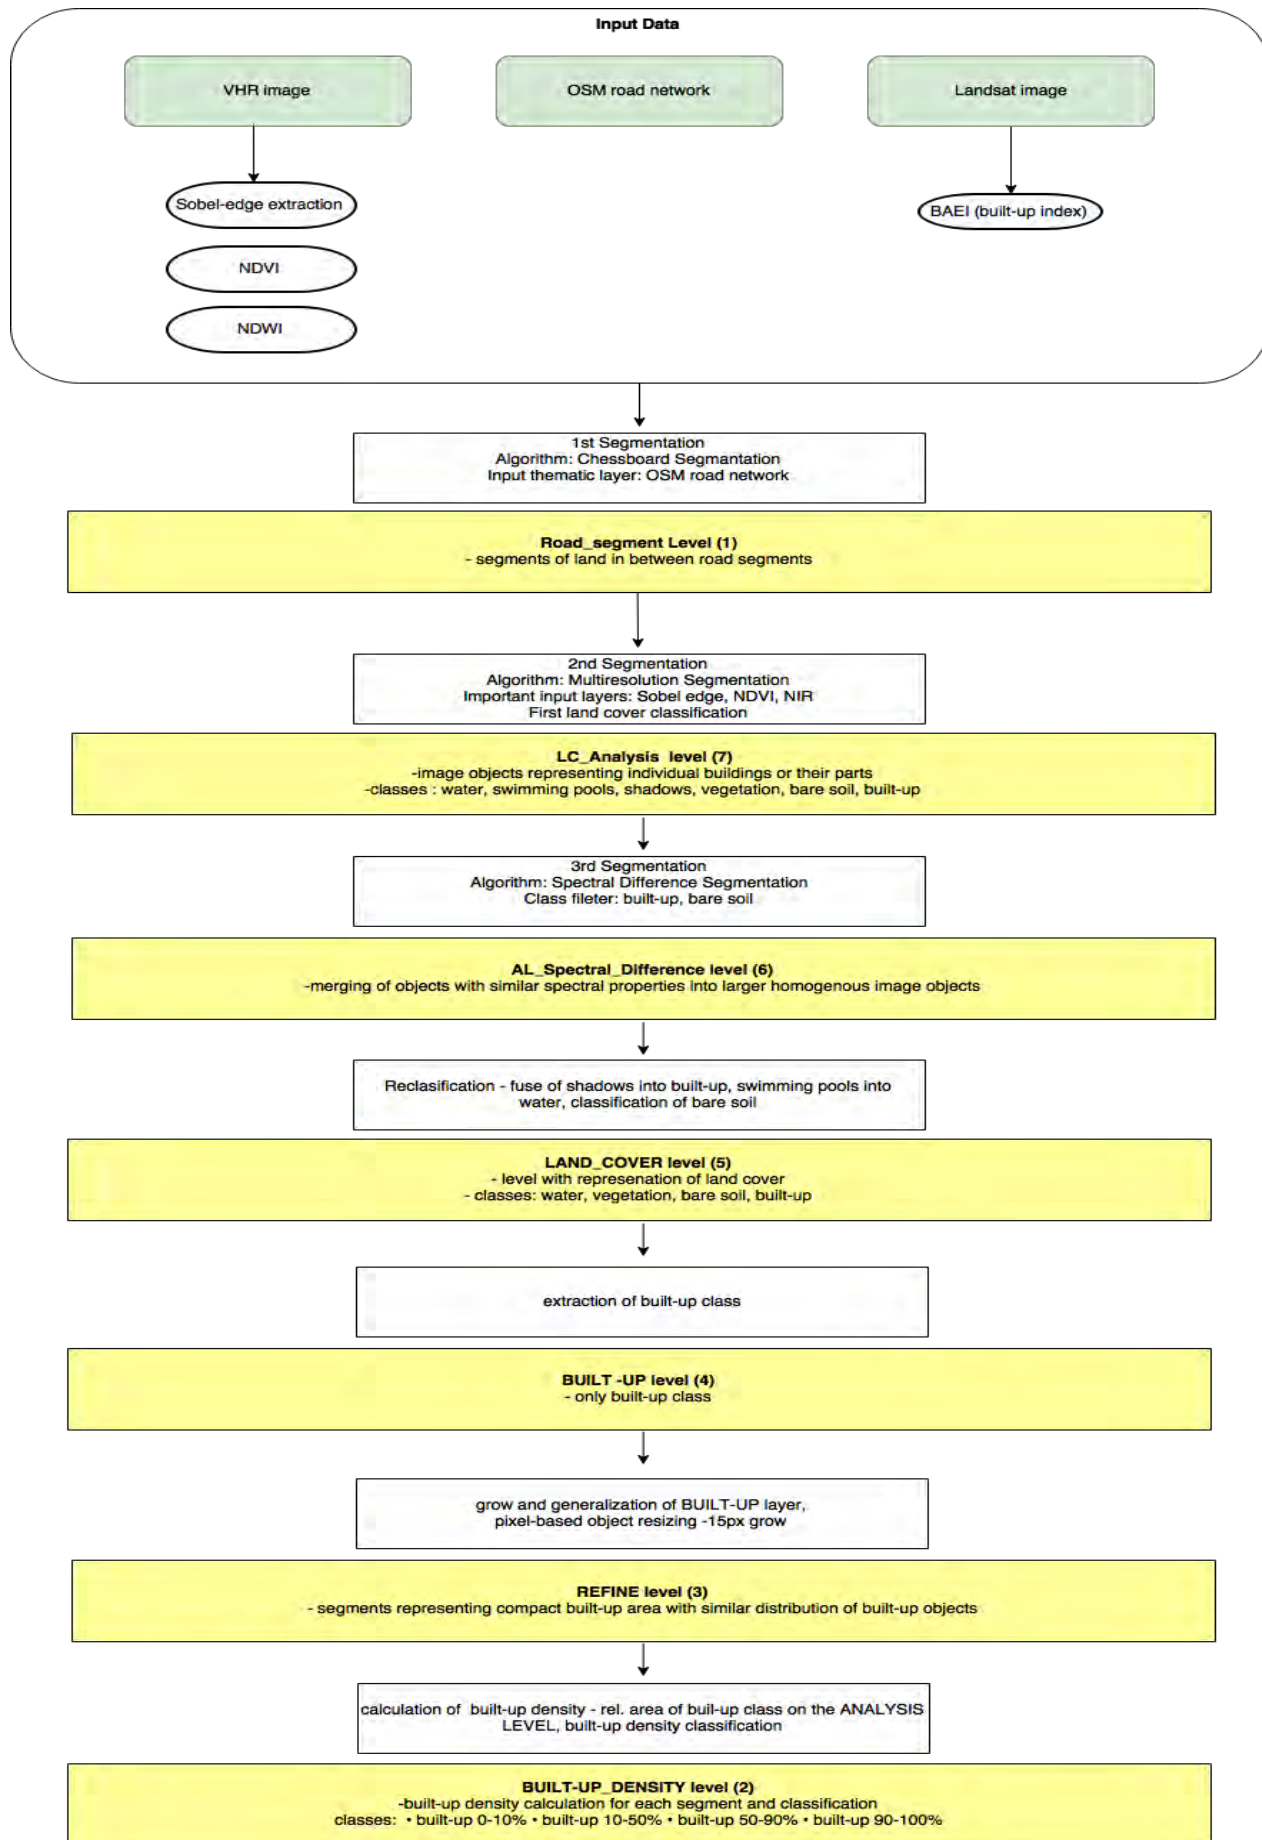 Input Data
VHR image
OSM road network
Landsat image
Sobel-edge extraction
BAEI (built-up index)
NDVI
NDWI
1st Segmentation
Algorithm: Chessboard Segmantation
Input thematic layer: OSM road network
Road_segment Level (1)
- segments of land in between road segments
2nd Segmentation
Algorithm: Multiresolution Segmentation
Important input layers: Sobel edge, NDVI, NIR
First land cover classification
LC_Analysis level (7)
-image objects representing individual buildings or their parts
-classes : water, swimming pools, shadows, vegetation, bare soil, built-up
3rd Segmentation
Algorithm: Spectral Difference Segmentation
Class fileter: built-up, bare soil
AL_Spectral_Difference level (6)
-merging of objects with similar spectral properties into larger homogenous image objects
Reclasification - fuse of shadows into built-up, swimming pools into
water, classification of bare soil
LAND_COVER level (5)
- level with represenation of land cover
- classes: water, vegetation, bare soil, built-up
extraction of built-up class
BUILT -UP level (4)
- only built-up class
grow and generalization of BUILT-UP layer,
pixel-based object resizing -15px grow
REFINE level (3)
- segments representing compact built-up area with similar distribution of built-up objects
calculation of built-up density - rel. area of buil-up class on the ANALYSIS
LEVEL, built-up density classification
BUILT-UP_DENSITY level (2)
-built-up density calculation for each segment and classification
classes: • built-up 0-10% • built-up 10-50% • built-up 50-90% • built-up 90-100%